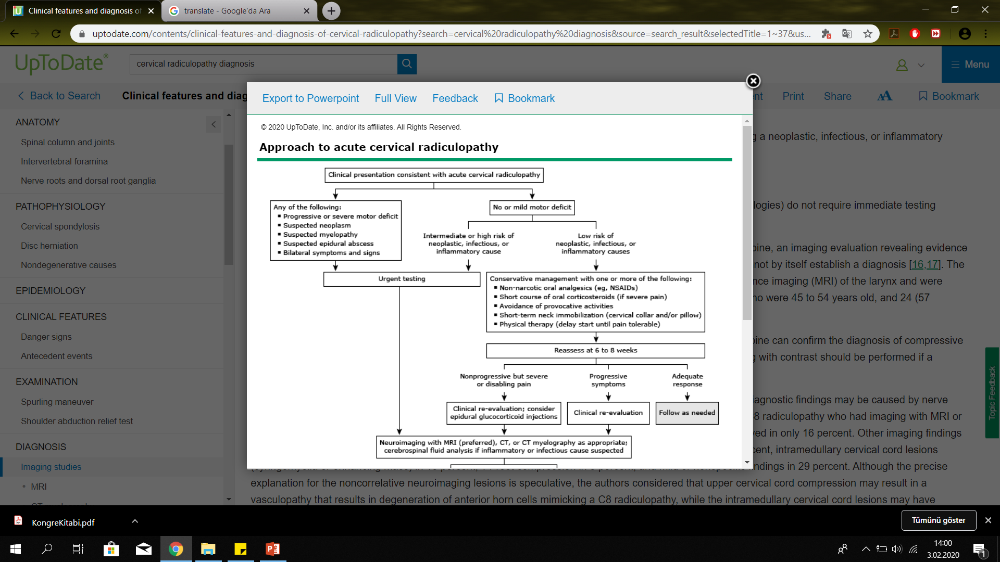 Clinical features and diagnosis of
translate - Google'da Ara
uptodate.com/contents/clinical-features-and-diagnosis-of-cervical-radiculopathy?search=cervical%20radiculopathy%20diagnosis&source=search_result&selectedTitle=1~37&us...
UpToDate®
cervical radiculopathy diagnosis
Menu
Back to Search
Clinical features and diag
nt
Print
Share
AA
Bookmark
Export to Powerpoint
Full View
Feedback
Bookmark
ANATOMY
Spinal column and joints
Intervertebral foramina
Nerve roots and dorsal root ganglia
PATHOPHYSIOLOGY
Cervical spondylosis
Disc herniation
Nondegenerative causes
EPIDEMIOLOGY
CLINICAL FEATURES
Danger signs
Antecedent events
EXAMINATION
Spurling maneuver
Shoulder abduction relief test
DIAGNOSIS
Imaging studies
MRI
© 2020 UpToDate, Inc. and/or its affiliates. All Rights Reserved.
Approach to acute cervical radiculopathy
Clinical presentation consistent with acute cervical radiculopathy
Any of the following:
▪ Progressive or severe motor deficit
▪ Suspected neoplasm
▪ Suspected myelopathy
▪ Suspected epidural abscess
▪ Bilateral symptoms and signs
No or mild motor deficit
Intermediate or high risk of
neoplastic, infectious, or
inflammatory cause
Low risk of
neoplastic, infectious, or
inflammatory causes
Urgent testing
Conservative management with one or more of the following:
▪ Non-narcotic oral analgesics (eg, NSAIDs)
▪ Short course of oral corticosteroids (if severe pain)
▪ Avoidance of provocative activities
▪ Short-term neck immobilization (cervical collar and/or pillow)
▪ Physical therapy (delay start until pain tolerable)
Reassess at 6 to 8 weeks
Nonprogressive but severe
or disabling pain
Progressive
symptoms
Adequate
response
Clinical re-evaluation; consider
epidural glucocorticoid injections
Clinical re-evaluation
Follow as needed
Neuroimaging with MRI (preferred), CT, or CT myelography as appropriate;
cerebrospinal fluid analysis if inflammatory or infectious cause suspected
g a neoplastic, infectious, or inflammatory
logies) do not require immediate testing
pine, an imaging evaluation revealing evidence
not by itself establish a diagnosis [16,17]. The
nce imaging (MRI) of the larynx and were
no were 45 to 54 years old, and 24 (57
ine can confirm the diagnosis of compressive
g with contrast should be performed if a
agnostic findings may be caused by nerve
8 radiculopathy who had imaging with MRI or
ved in only 16 percent. Other imaging findings
cent, intramedullary cervical cord lesions
ndings in 29 percent. Although the precise
explanation for the noncorrelative neuroimaging lesions is speculative, the authors considered that upper cervical cord compression may result in a
vasculopathy that results in degeneration of anterior horn cells mimicking a C8 radiculopathy, while the intramedullary cervical cord lesions may have
Topic Feedback
KongreKitabi.pdf
Tümünü göster
14:00
3.02.2020
1